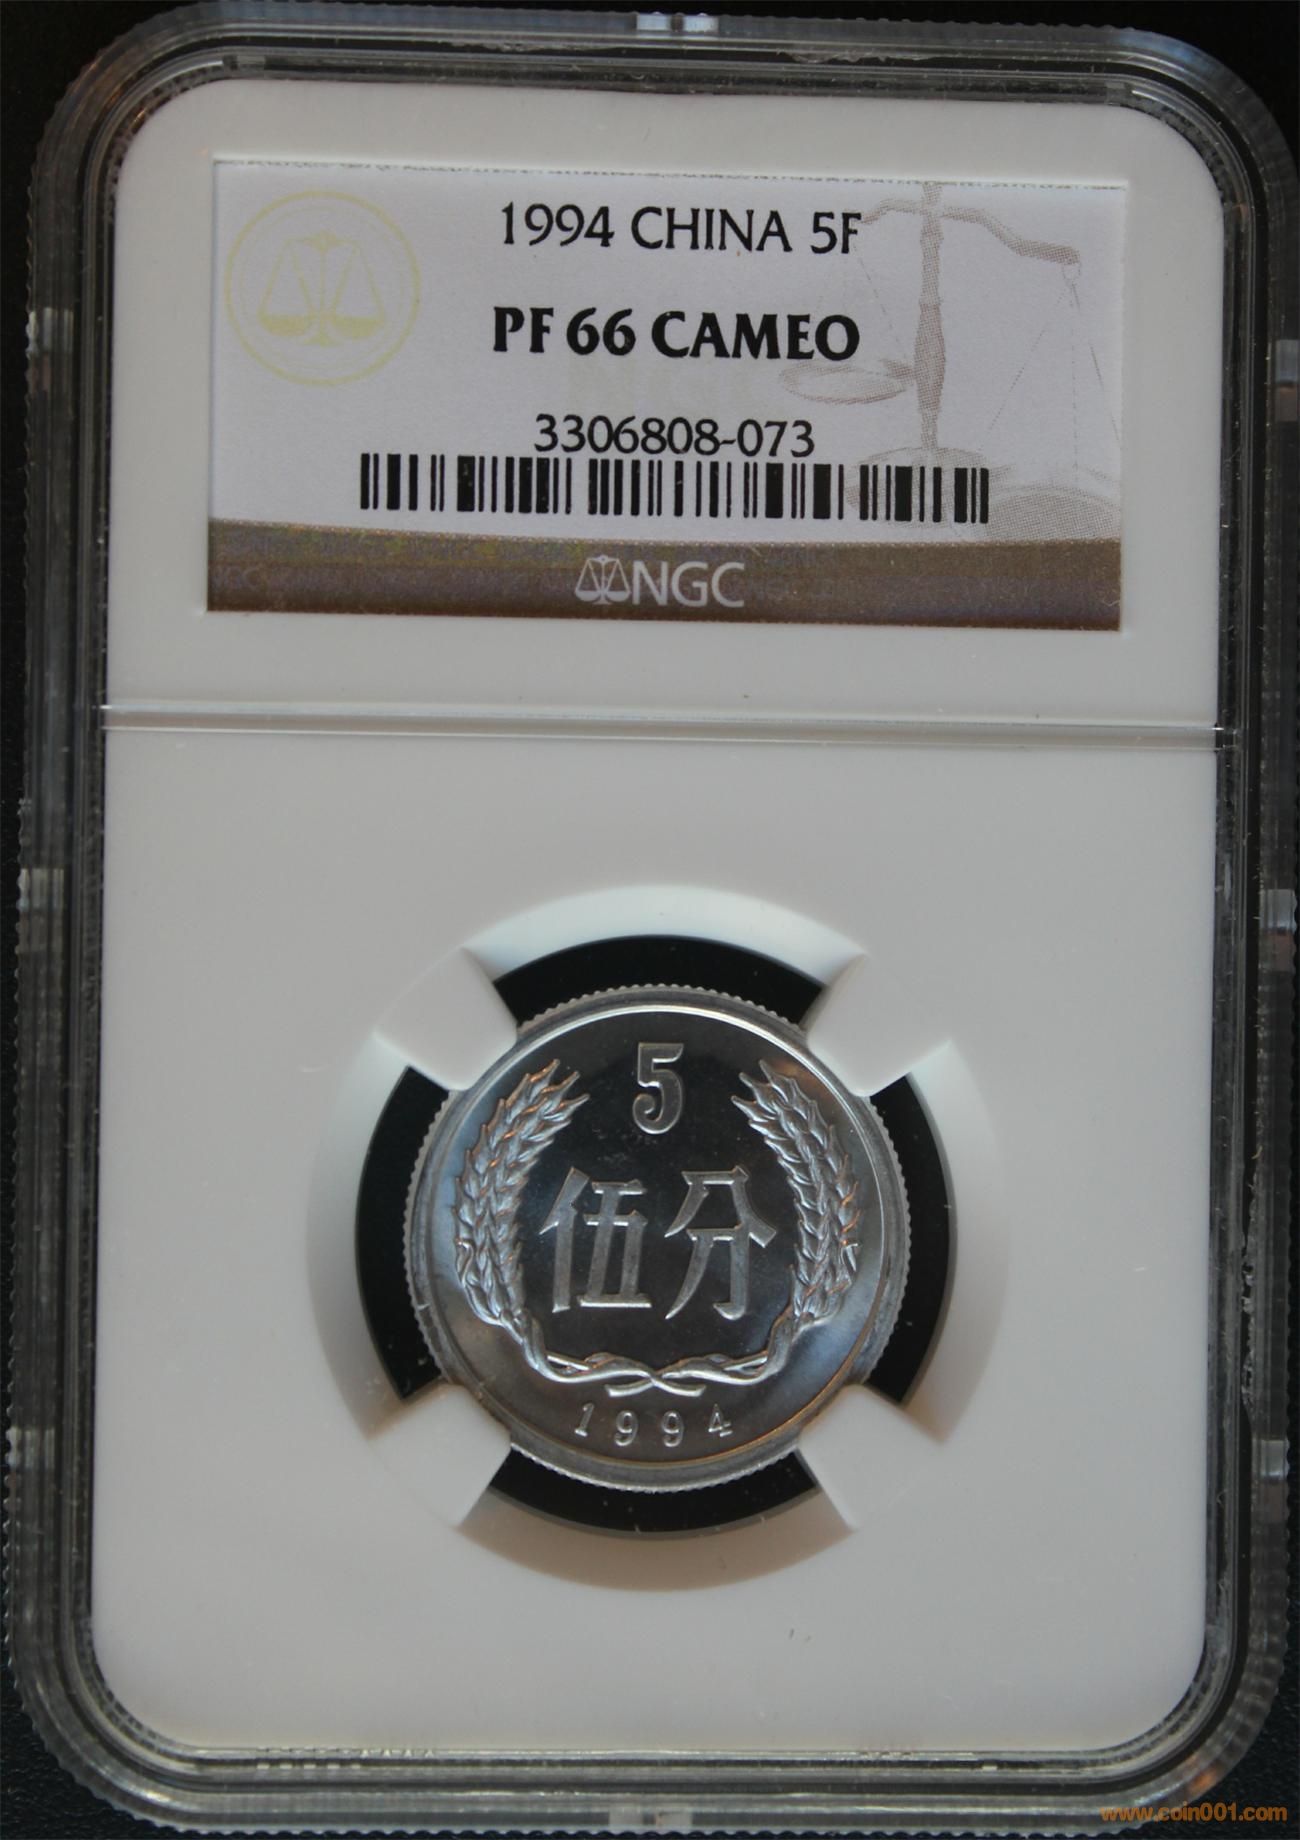 1994 CHINA 5F
PF 66 CAMEO
3306808-073
NGC
5
伍分
1994
www.coin001.com